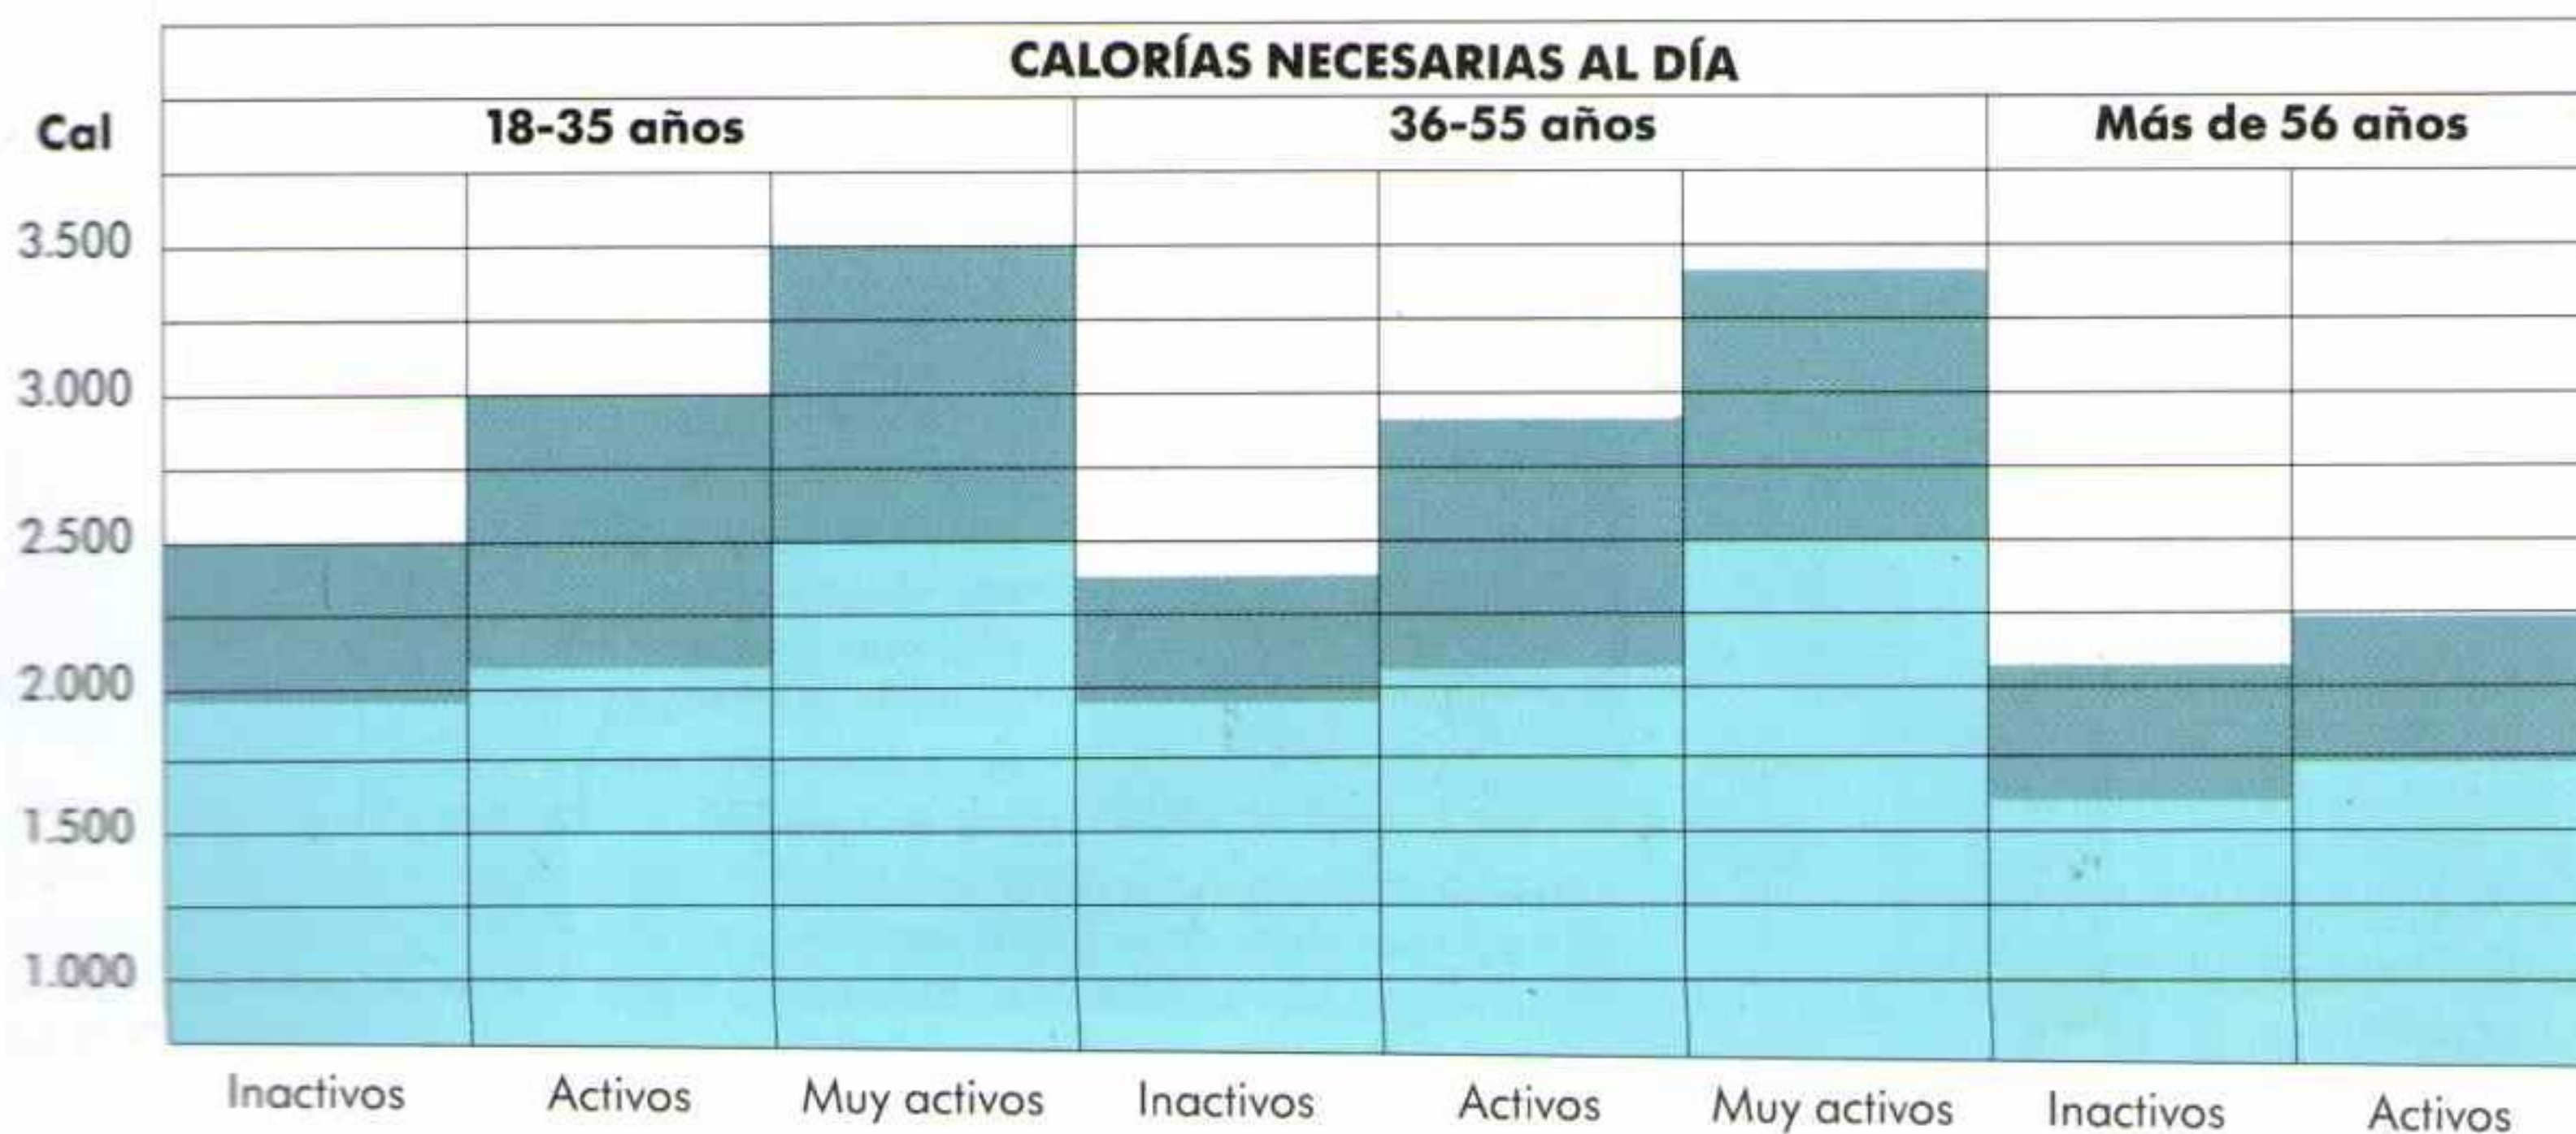 CALORÍAS NECESARIAS AL DÍA
Cal
18-35 años
36-55 años
Más de 56 años
3.500
3.000
2.500
2.000
1.500
1.000
Inactivos
Activos
Muy activos
Inactivos
Activos
Muy activos
Inactivos
Activos